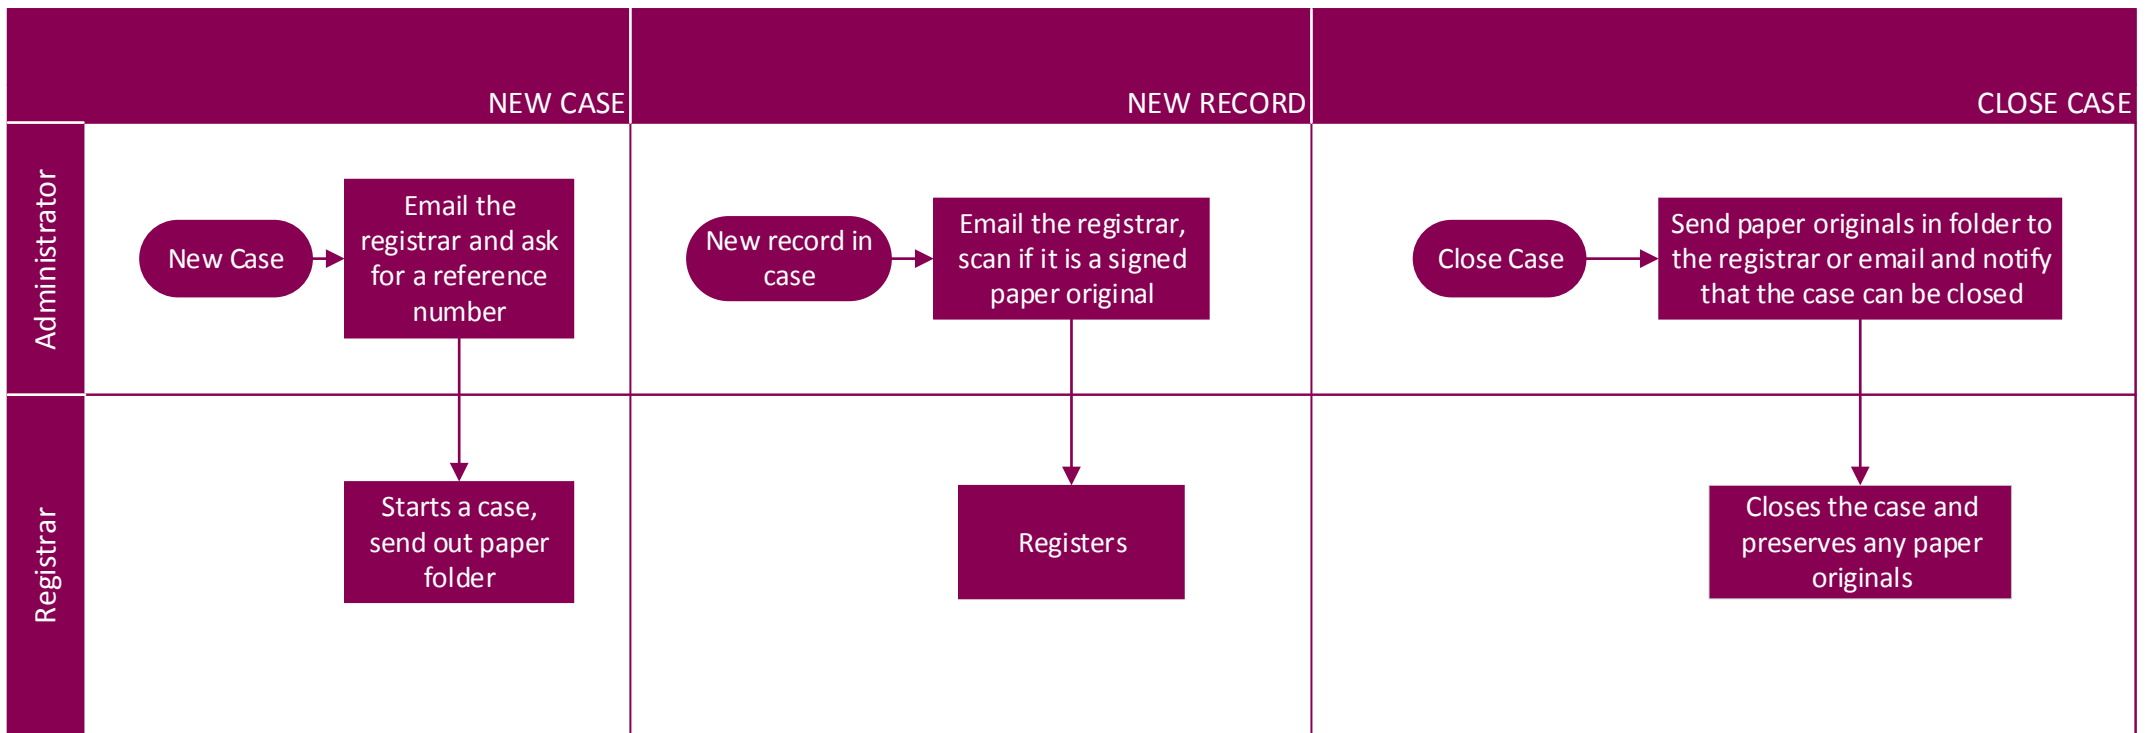 NEW CASE
NEW RECORD
CLOSE CASE
Administrator
New Case
Email the
registrar and ask
for a reference
number
New record in
case
Email the registrar,
scan if it is a signed
paper original
Close Case
Send paper originals in folder to
the registrar or email and notify
that the case can be closed
Registrar
Starts a case,
send out paper
folder
Registers
Closes the case and
preserves any paper
originals